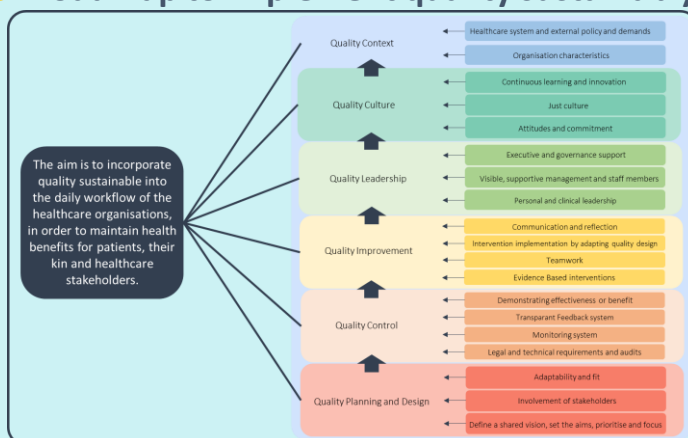 The aim is to incorporate
quality sustainable into
the daily workflow of the
healthcare organisations,
in order to maintain health
benefits for patients, their
kin and healthcare
stakeholders.
Quality Context
Healthcare system and external policy and demands
Organisation characteristics
Quality Culture
Continuous learning and innovation
Just culture
Attitudes and commitment
Quality Leadership
Executive and governance support
Visible, supportive management and staff members
Personal and clinical leadership
Quality Improvement
Communication and reflection
Intervention implementation by adapting quality design
Teamwork
Evidence Based interventions
Quality Control
Demonstrating effectiveness or benefit
Transparant Feedback system
Monitoring system
Legal and technical requirements and audits
Quality Planning and Design
Adaptability and fit
Involvement of stakeholders
Define a shared vision, set the aims, prioritise and focus